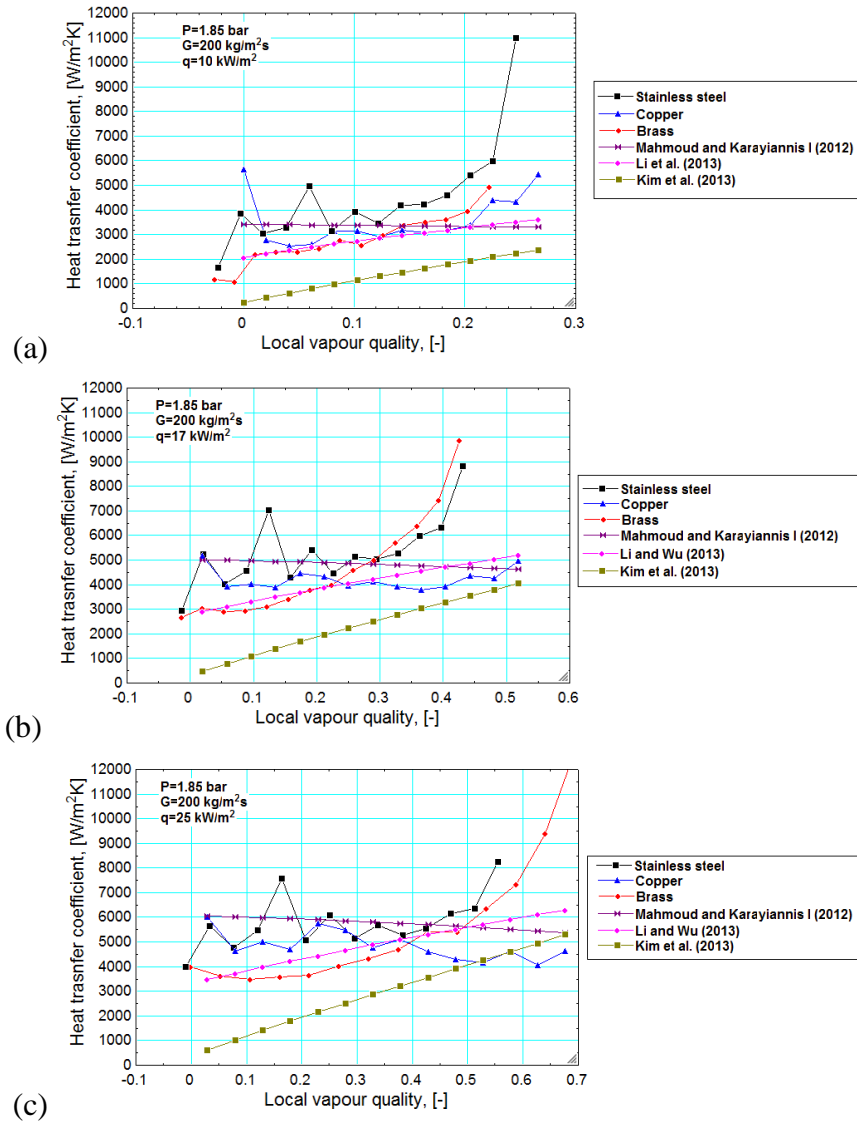 12000
11000
10000
9000
8000
7000
6000
5000
4000
3000
2000
1000
0
Heat trasnfer coefficient, [W/m²K]
P=1.85 bar
G=200 kg/m²s
q=10 kW/m²
-0.1 0 0.1 0.2 0.3
Local vapour quality, [-]
Stainless steel
Copper
Brass
Mahmoud and Karayiannis I (2012)
Li et al. (2013)
Kim et al. (2013)
(a)
12000
11000
10000
9000
8000
7000
6000
5000
4000
3000
2000
1000
0
Heat trasnfer coefficient, [W/m²K]
P=1.85 bar
G=200 kg/m²s
q=17 kW/m²
-0.1 0 0.1 0.2 0.3 0.4 0.5 0.6
Local vapour quality, [-]
Stainless steel
Copper
Brass
Mahmoud and Karayiannis I (2012)
Li and Wu (2013)
Kim et al. (2013)
(b)
12000
11000
10000
9000
8000
7000
6000
5000
4000
3000
2000
1000
0
Heat trasnfer coefficient, [W/m²K]
P=1.85 bar
G=200 kg/m²s
q=25 kW/m²
-0.1 0 0.1 0.2 0.3 0.4 0.5 0.6 0.7
Local vapour quality, [-]
Stainless steel
Copper
Brass
Mahmoud and Karayiannis I (2012)
Li and Wu (2013)
Kim et al. (2013)
(c)